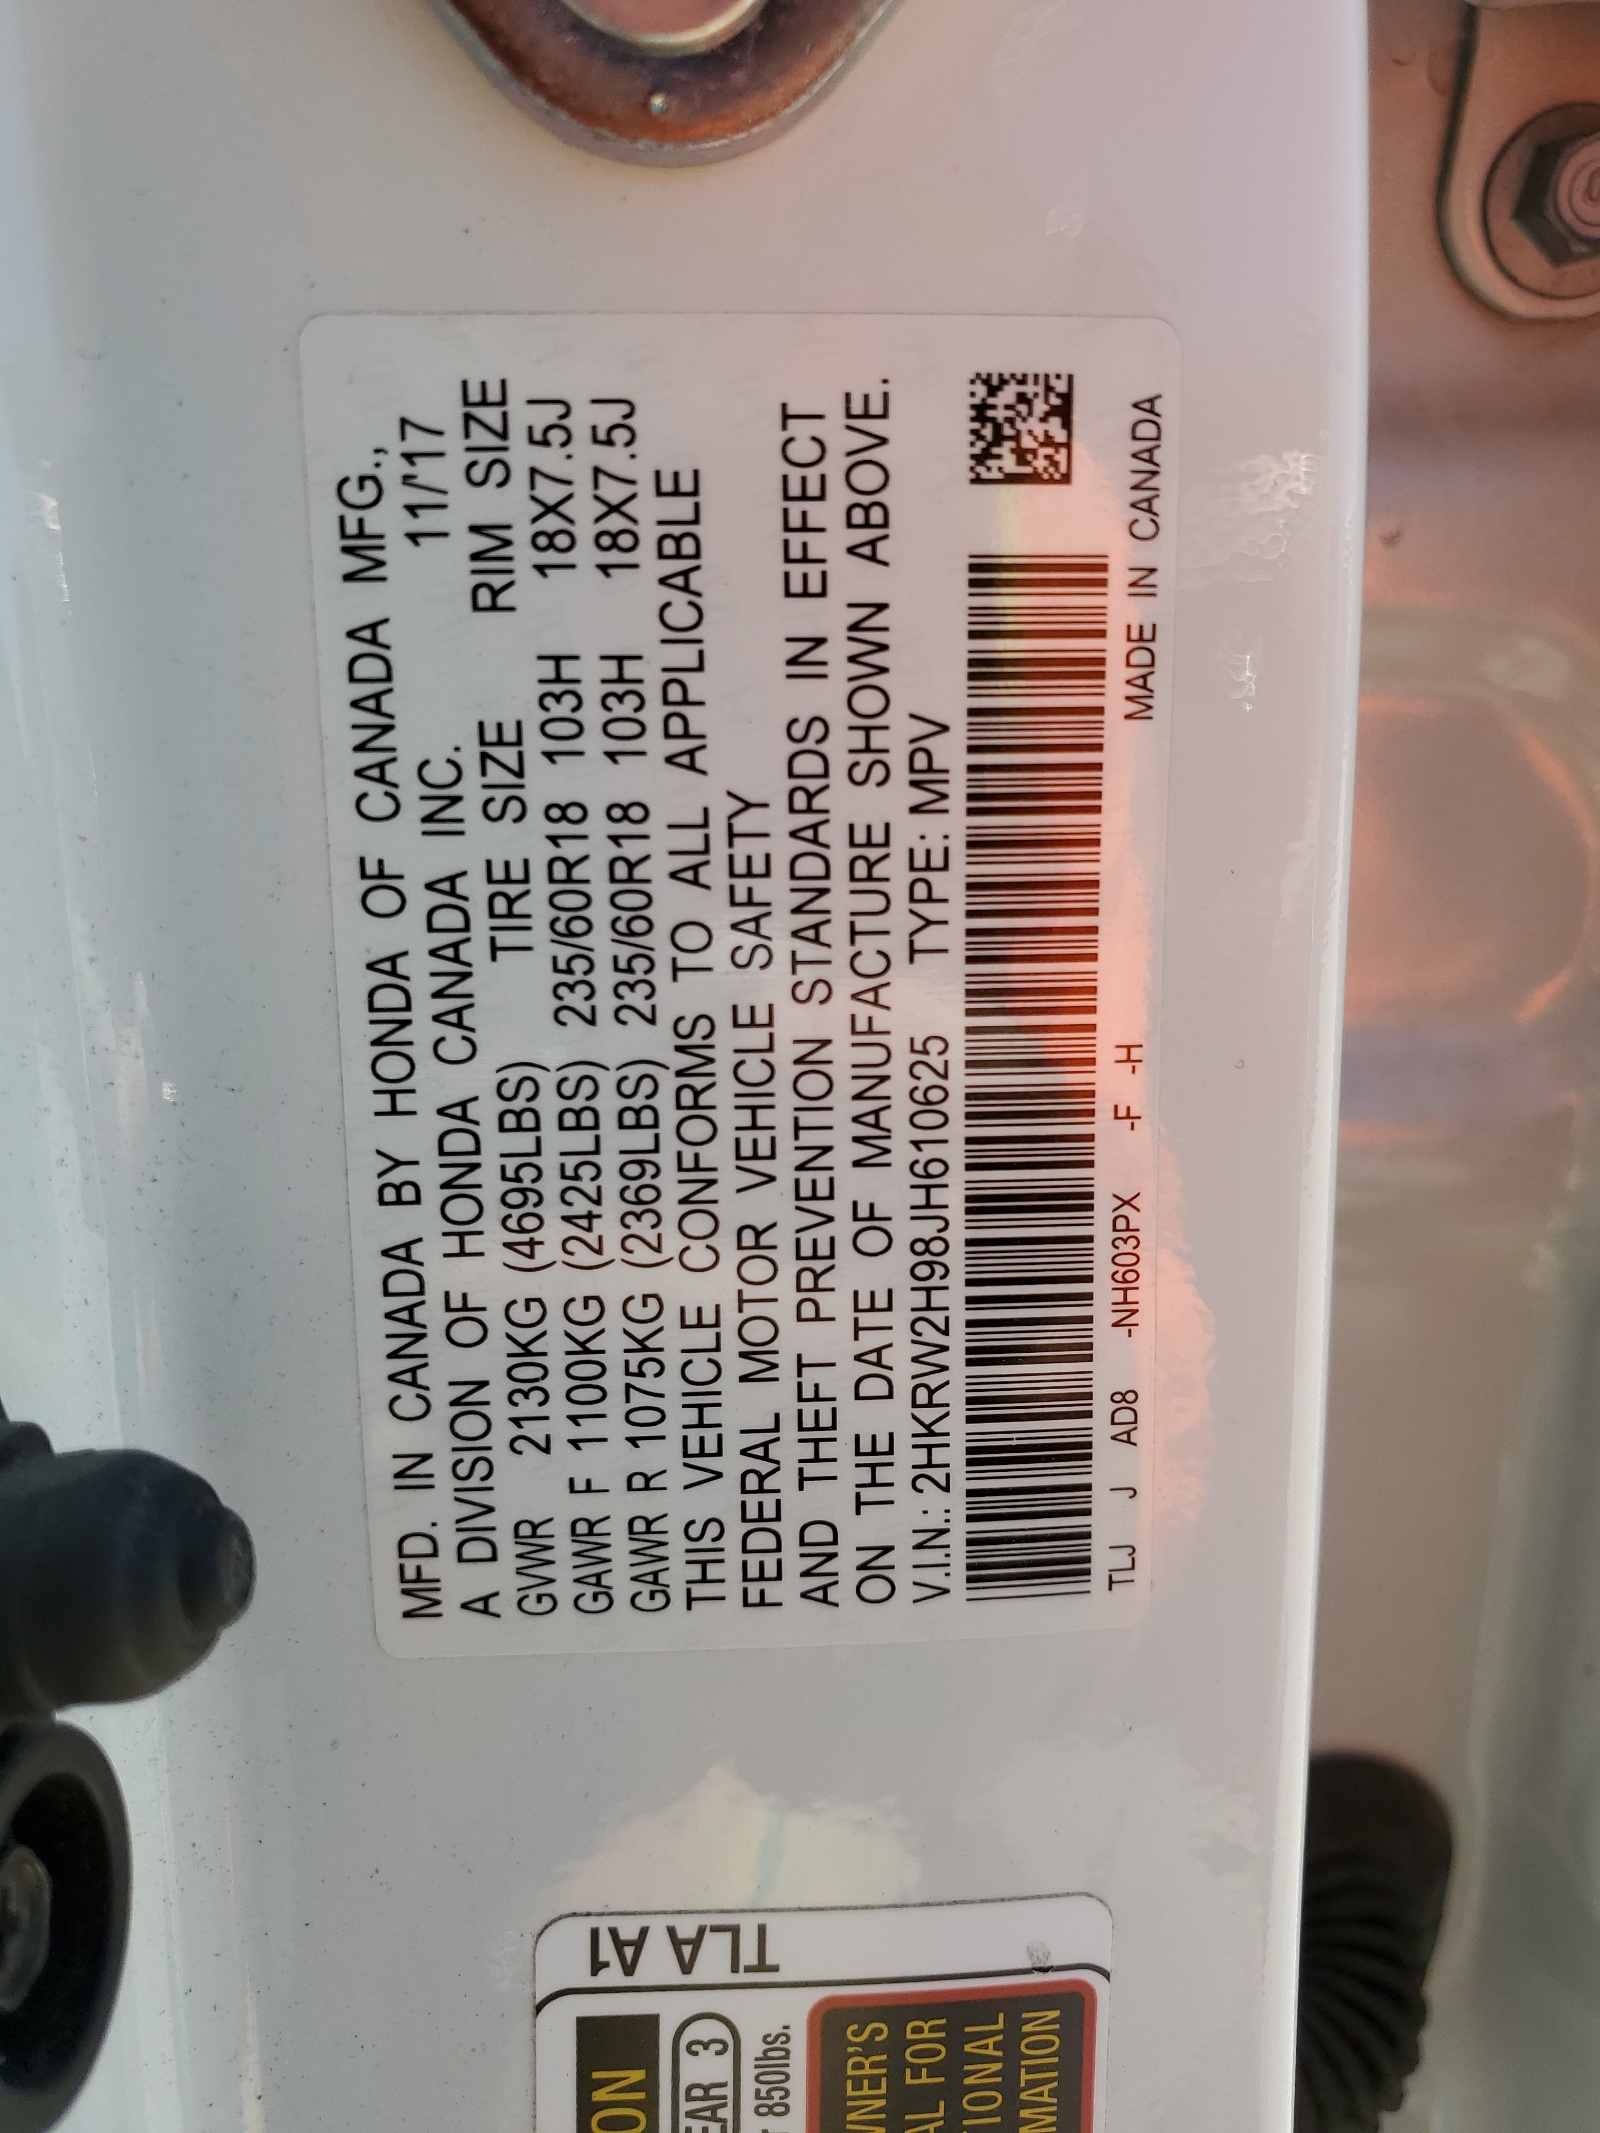 MFD. IN CANADA BY HONDA OF CANADA MFG.,
A DIVISION OF HONDA CANADA INC. 11/'17
TIRE SIZE RIM SIZE
GVWR 2130KG (4695LBS)
GAWR F 1100KG (2425LBS) 235/60R18 103H 18X7.5J
GAWR R 1075KG (2369LBS) 235/60R18 103H 18X7.5J
THIS VEHICLE CONFORMS TO ALL APPLICABLE
FEDERAL MOTOR VEHICLE SAFETY
AND THEFT PREVENTION STANDARDS IN EFFECT
ON THE DATE OF MANUFACTURE SHOWN ABOVE.
V.I.N.: 2HKRW2H98JH610625 TYPE: MPV
TLJ J AD8 -NH603PX -F -H MADE IN CANADA
TLA A1
3
850lbs.